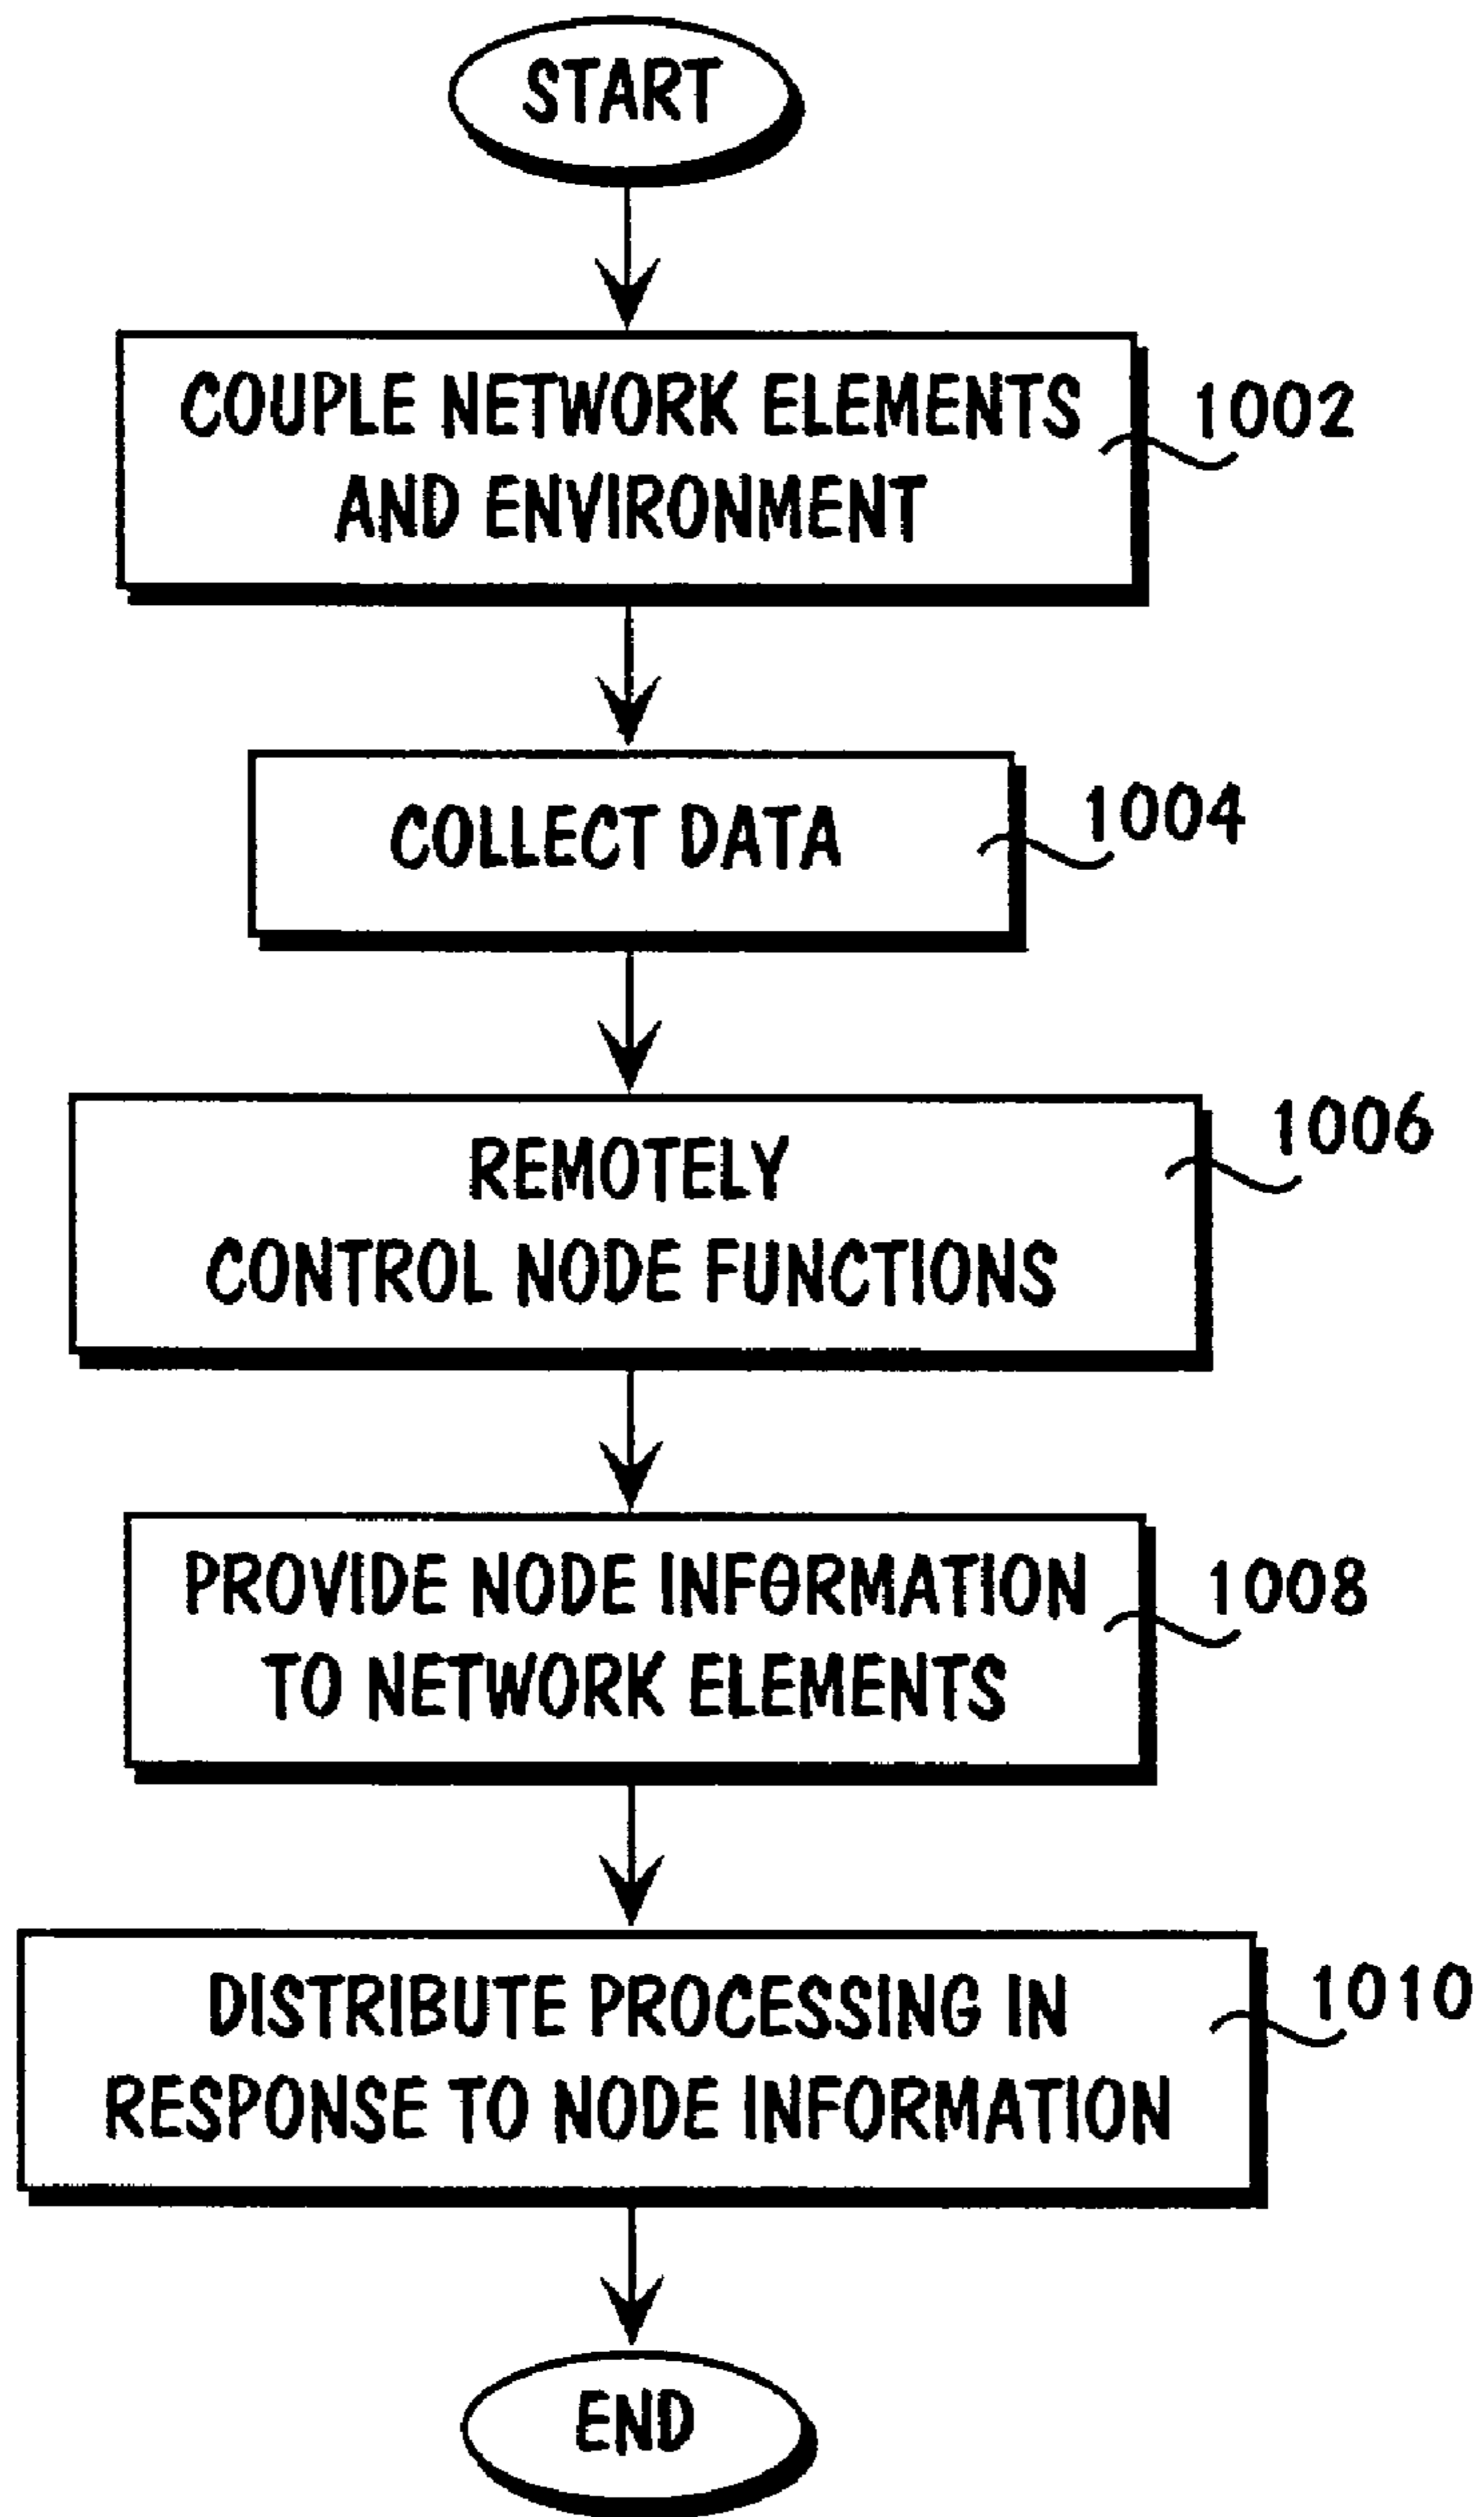 START
COUPLE NETWORK ELEMENTS
AND ENVIRONMENT
1002
COLLECT DATA
1004
REMOTELY
CONTROL NODE FUNCTIONS
1006
PROVIDE NODE INFORMATION
TO NETWORK ELEMENTS
1008
DISTRIBUTE PROCESSING IN
RESPONSE TO NODE INFORMATION
1010
END